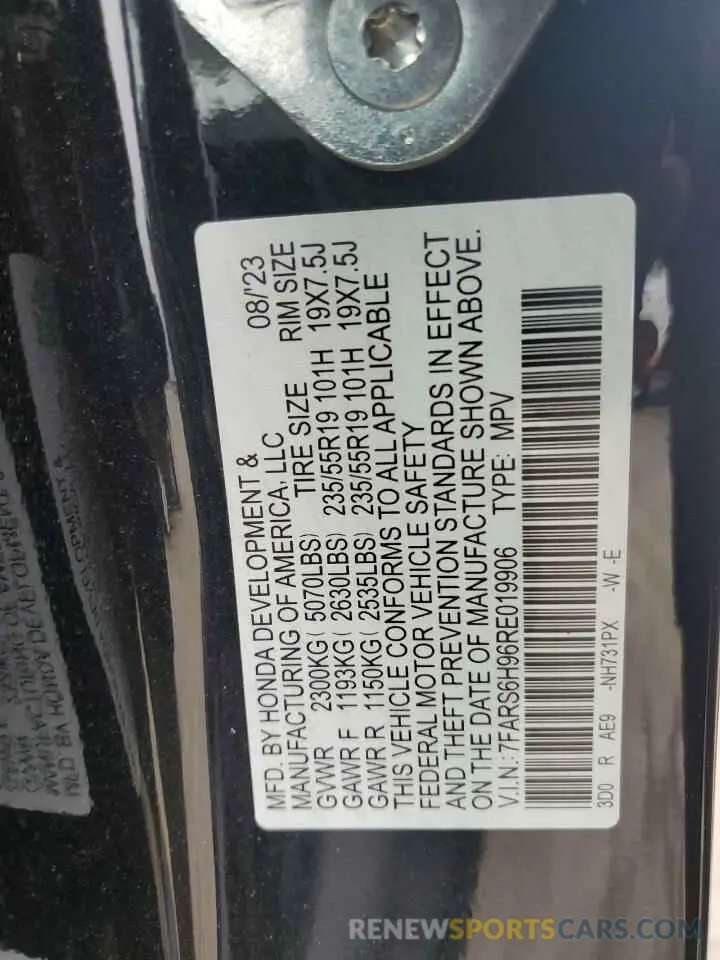 MFD. BY HONDA DEVELOPMENT & 08/'23
MANUFACTURING OF AMERICA, LLC
GVWR 2300KG( 5070LBS) TIRE SIZE RIM SIZE
GAWR F 1193KG( 2630LBS) 235/55R19 101H 19X7.5J
GAWR R 1150KG( 2535LBS) 235/55R19 101H 19X7.5J
THIS VEHICLE CONFORMS TO ALL APPLICABLE
FEDERAL MOTOR VEHICLE SAFETY
AND THEFT PREVENTION STANDARDS IN EFFECT
ON THE DATE OF MANUFACTURE SHOWN ABOVE.
V.I.N.: 7FARS6H96RE019906 TYPE: MPV
3D0 R AE9 -NH731PX -W -E
RENEWSPORTSCARS.COM